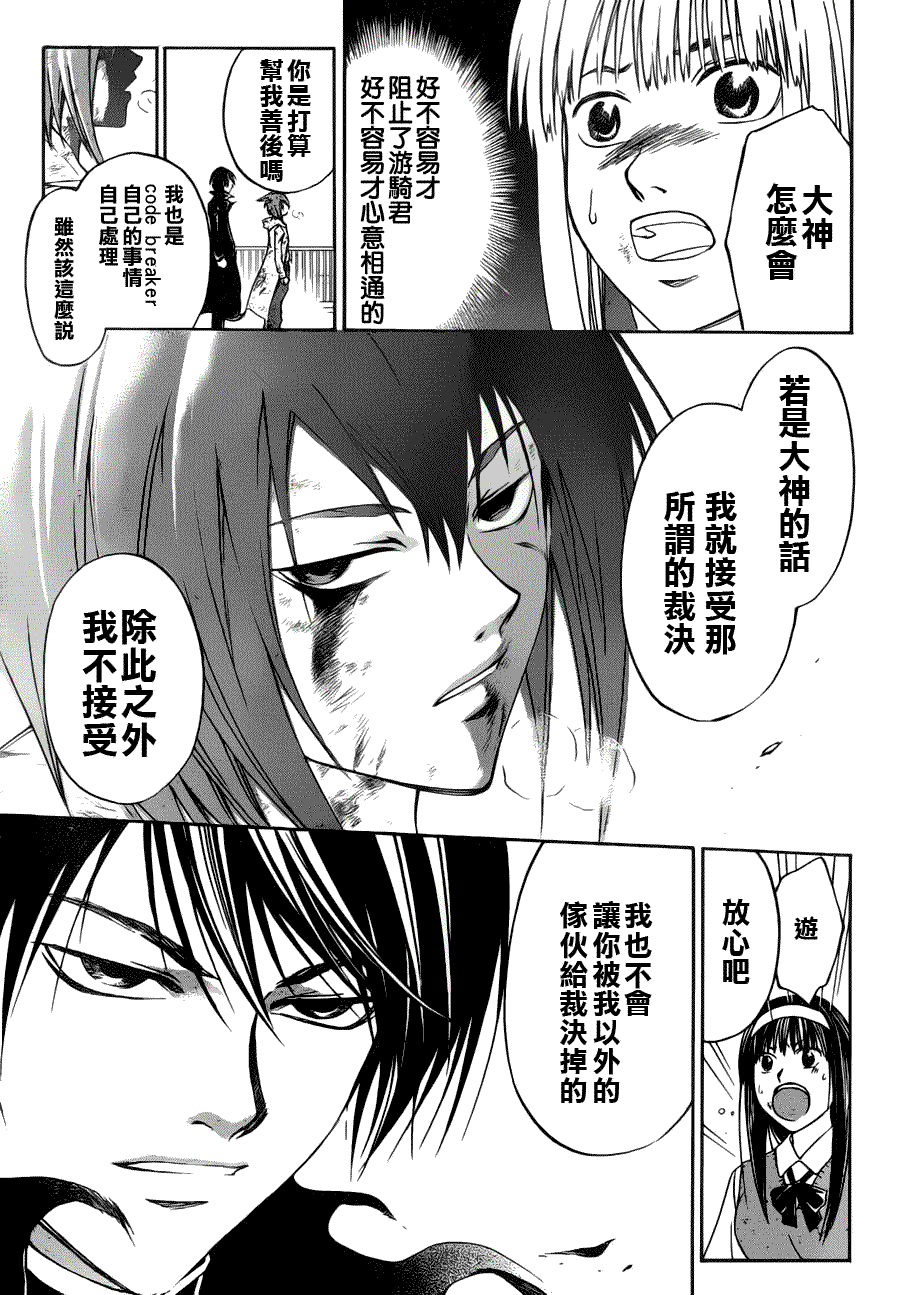 大神
怎麼會
好不容易才
阻止了游騎君
好不容易才心意相通的
你是打算
幫我善後嗎
我也是
code breaker
自己的事情
自己處理
雖然該這麼説
若是大神的話
我就接受那
所謂的裁決
除此之外
我不接受
遊
放心吧
我也不會
讓你被我以外的
傢伙給裁決掉的